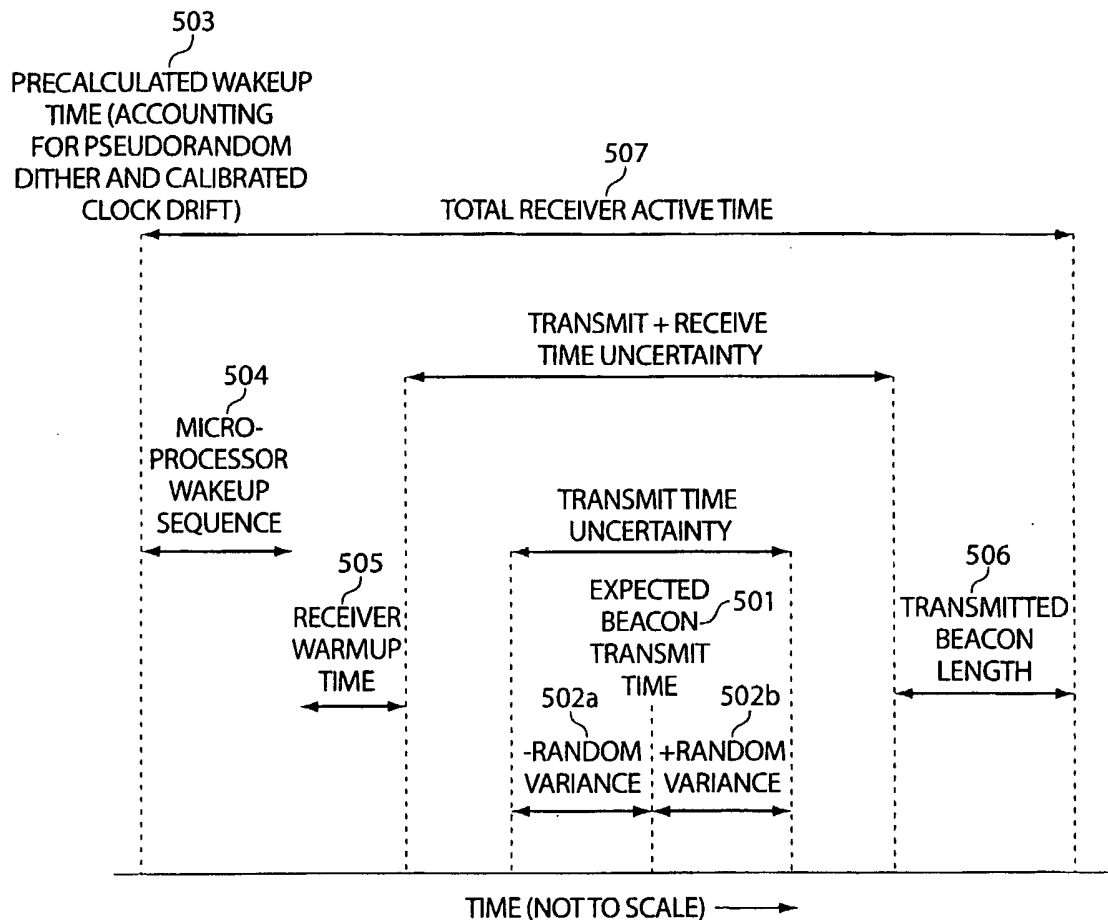 503
PRECALCULATED WAKEUP
TIME (ACCOUNTING
FOR PSEUDORANDOM
DITHER AND CALIBRATED
CLOCK DRIFT)
507
TOTAL RECEIVER ACTIVE TIME
TRANSMIT + RECEIVE
TIME UNCERTAINTY
504
MICRO-
PROCESSOR
WAKEUP
SEQUENCE
TRANSMIT TIME
UNCERTAINTY
505
RECEIVER
WARMUP
TIME
EXPECTED
BEACON
TRANSMIT
TIME
501
506
TRANSMITTED
BEACON
LENGTH
502a
-RANDOM
VARIANCE
502b
+RANDOM
VARIANCE
TIME (NOT TO SCALE)